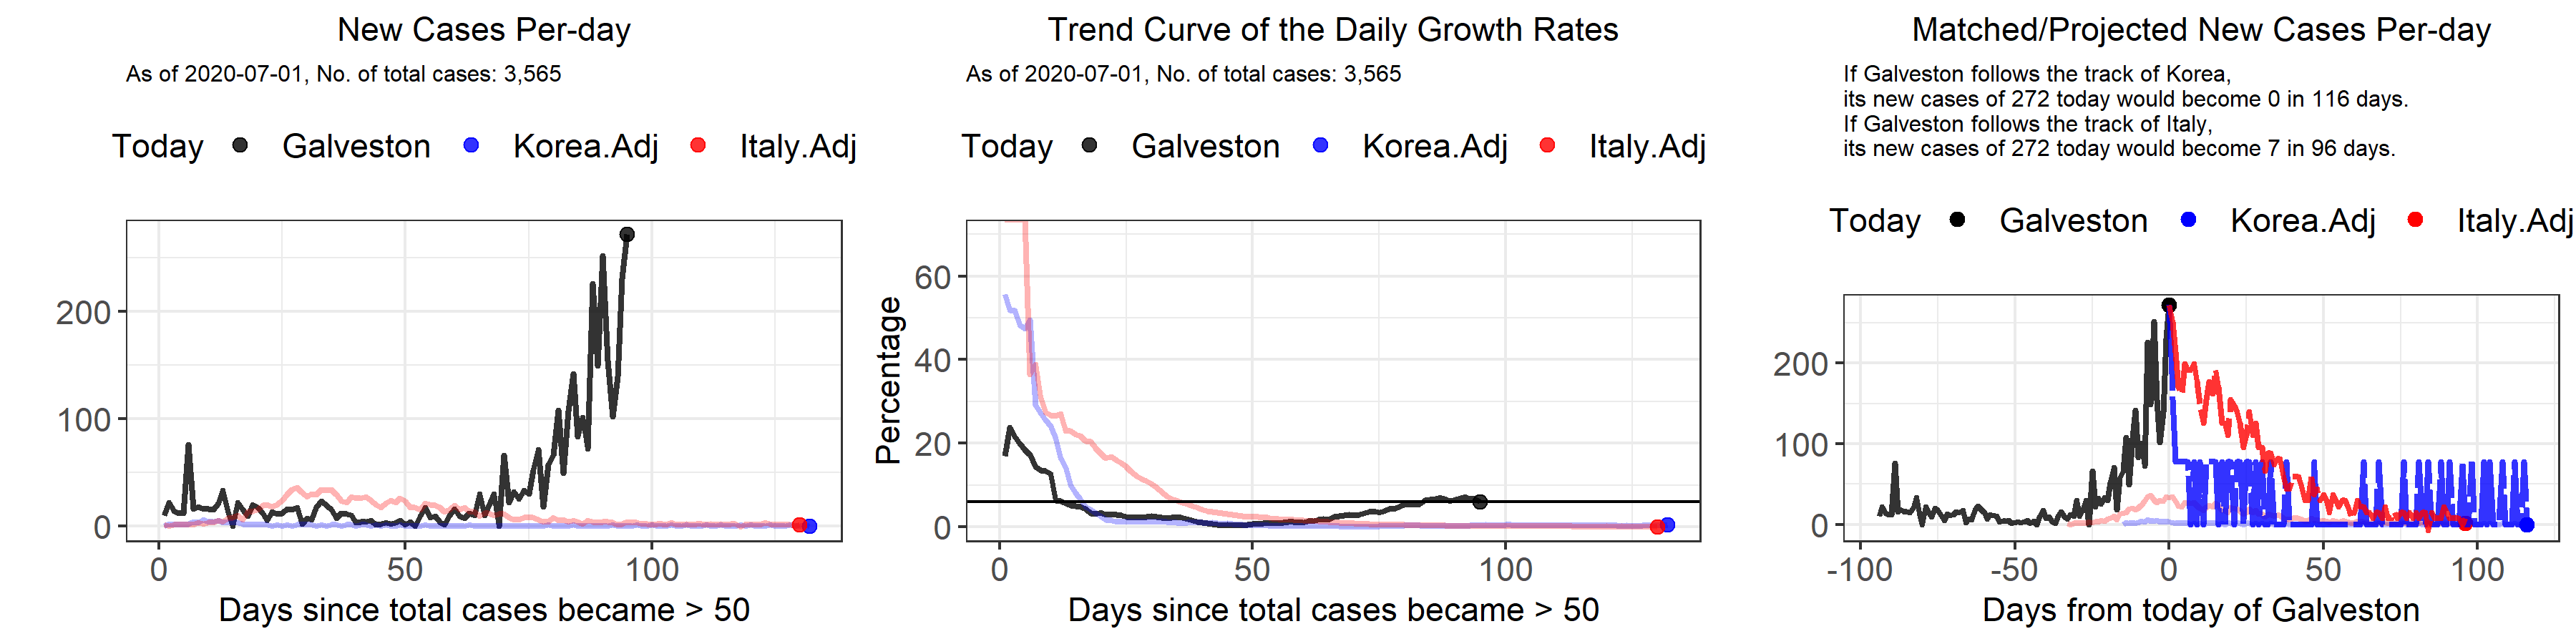 New Cases Per-day
As of 2020-07-01, No. of total cases: 3,565
Today Galveston Korea.Adj Italy.Adj
200
100
0
0 50 100
Days since total cases became > 50
Trend Curve of the Daily Growth Rates
As of 2020-07-01, No. of total cases: 3,565
Today Galveston Korea.Adj Italy.Adj
Percentage
60
40
20
0
0 50 100
Days since total cases became > 50
Matched/Projected New Cases Per-day
If Galveston follows the track of Korea,
its new cases of 272 today would become 0 in 116 days.
If Galveston follows the track of Italy,
its new cases of 272 today would become 7 in 96 days.
Today Galveston Korea.Adj Italy.Adj
200
100
0
-100 -50 0 50 100
Days from today of Galveston